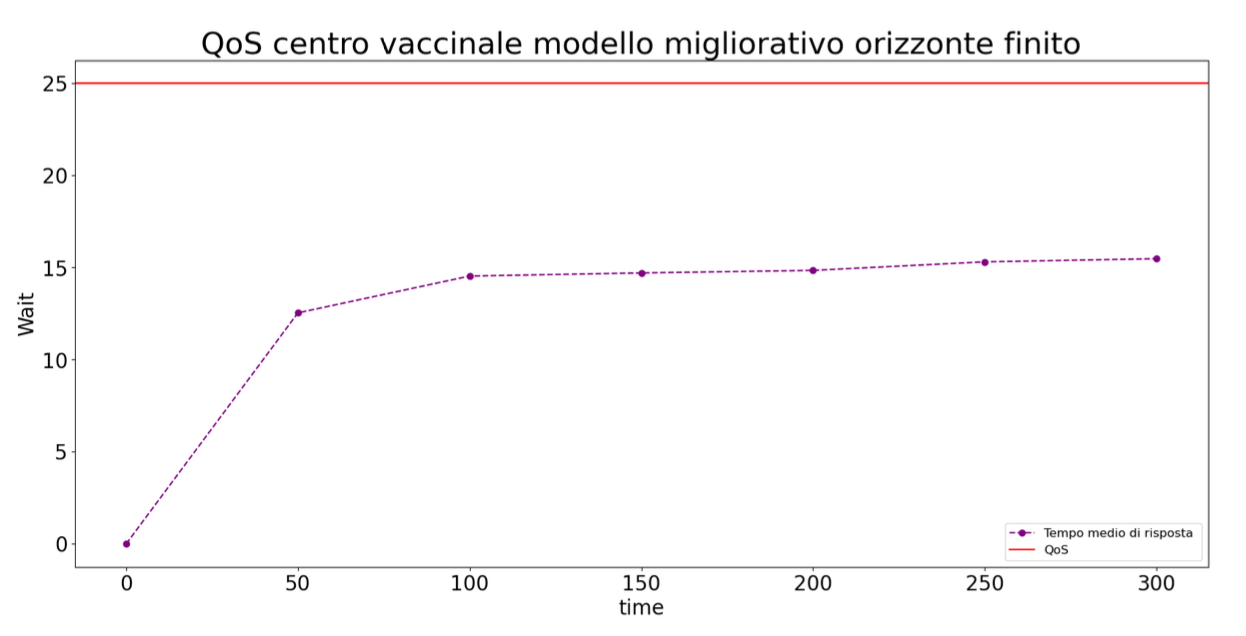 QoS centro vaccinale modello migliorativo orizzonte finito
25
20
15
10
5
0
Wait
0 50 100 150 200 250 300
time
Tempo medio di risposta
QoS